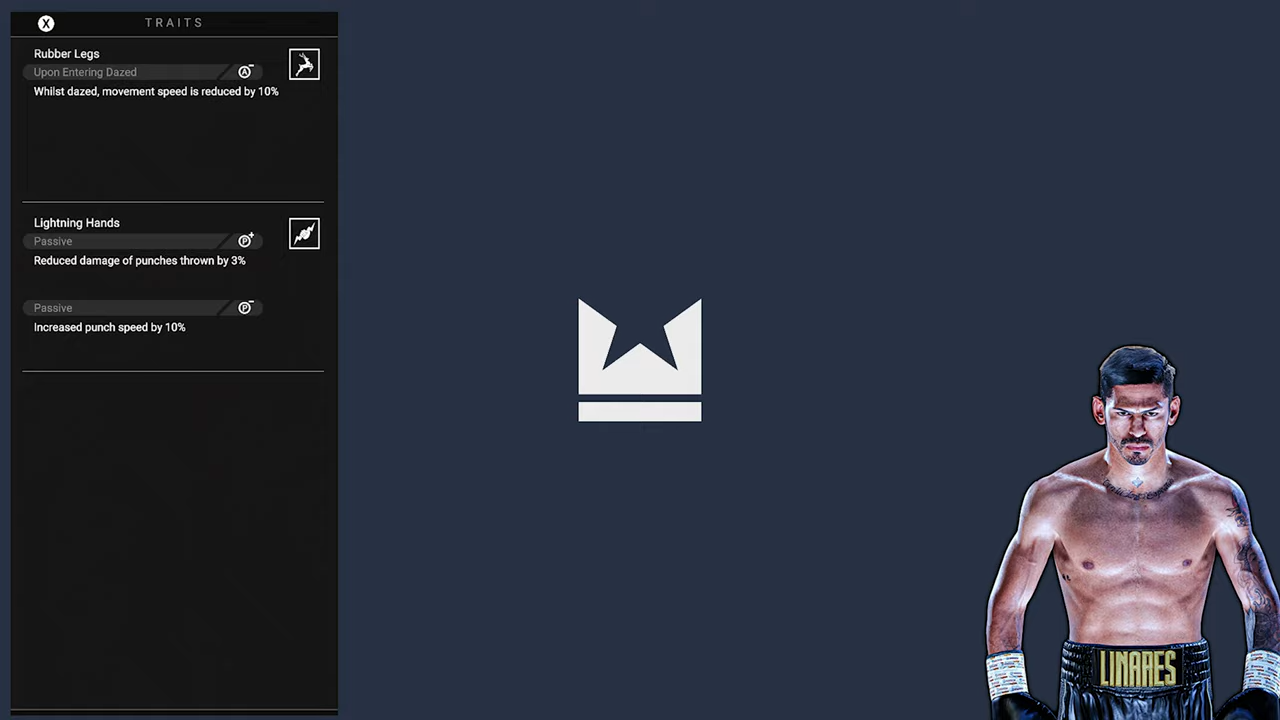 X
TRAITS
Rubber Legs
Upon Entering Dazed
A-
Whilst dazed, movement speed is reduced by 10%
Lightning Hands
Passive
P+
Reduced damage of punches thrown by 3%
Passive
P-
Increased punch speed by 10%
LINARES